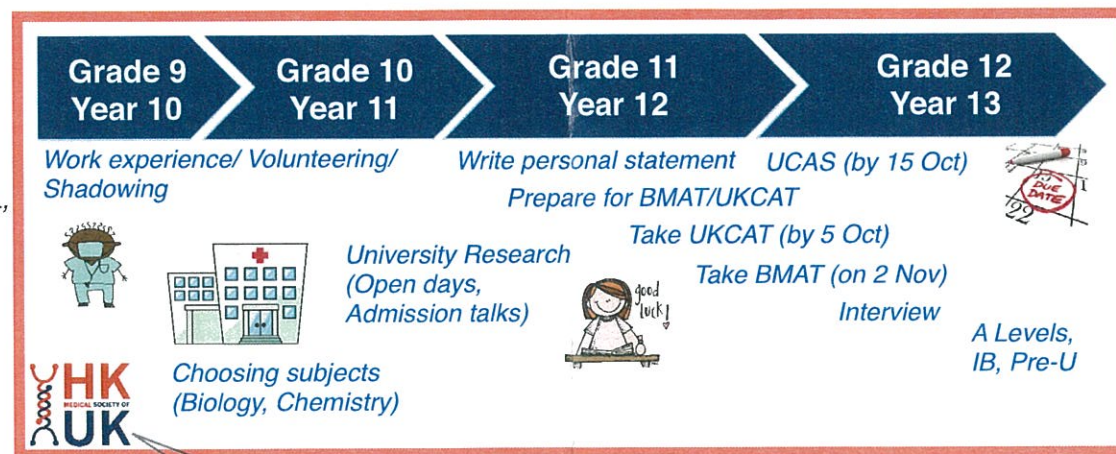 Grade 9
Year 10
Grade 10
Year 11
Grade 11
Year 12
Grade 12
Year 13
Work experience/ Volunteering/
Shadowing
Write personal statement
UCAS (by 15 Oct)
Prepare for BMAT/UKCAT
Take UKCAT (by 5 Oct)
Take BMAT (on 2 Nov)
Interview
University Research
(Open days,
Admission talks)
A Levels,
IB, Pre-U
Choosing subjects
(Biology, Chemistry)
good
luck!
DUE
DATE
22
HK
MEDICAL SOCIETY OF
UK